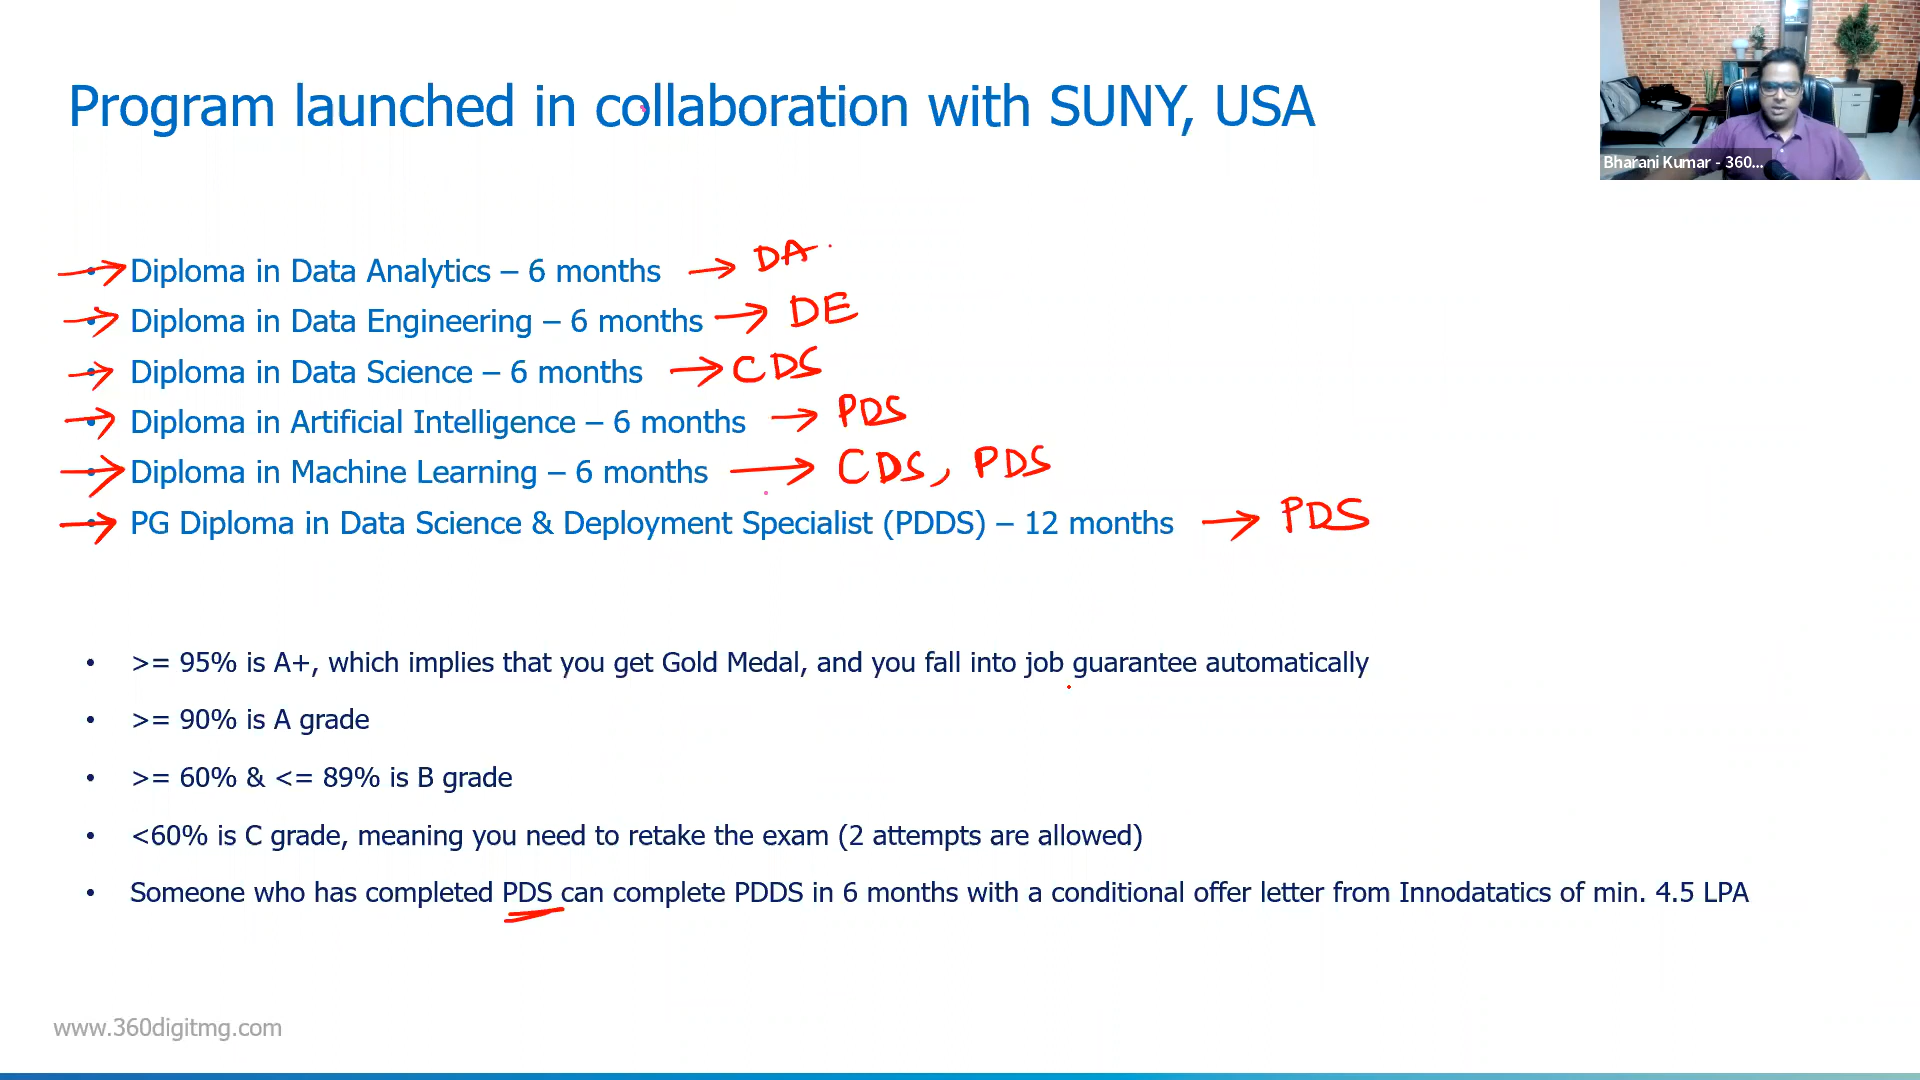 Program launched in collaboration with SUNY, USA
Bharani Kumar - 360...
• Diploma in Data Analytics – 6 months → DA
• Diploma in Data Engineering – 6 months → DE
• Diploma in Data Science – 6 months → CDS
• Diploma in Artificial Intelligence – 6 months → PDS
• Diploma in Machine Learning – 6 months → CDS, PDS
• PG Diploma in Data Science & Deployment Specialist (PDDS) – 12 months → PDS
• >= 95% is A+, which implies that you get Gold Medal, and you fall into job guarantee automatically
• >= 90% is A grade
• >= 60% & <= 89% is B grade
• <60% is C grade, meaning you need to retake the exam (2 attempts are allowed)
• Someone who has completed PDS can complete PDDS in 6 months with a conditional offer letter from Innodatatics of min. 4.5 LPA
www.360digitmg.com